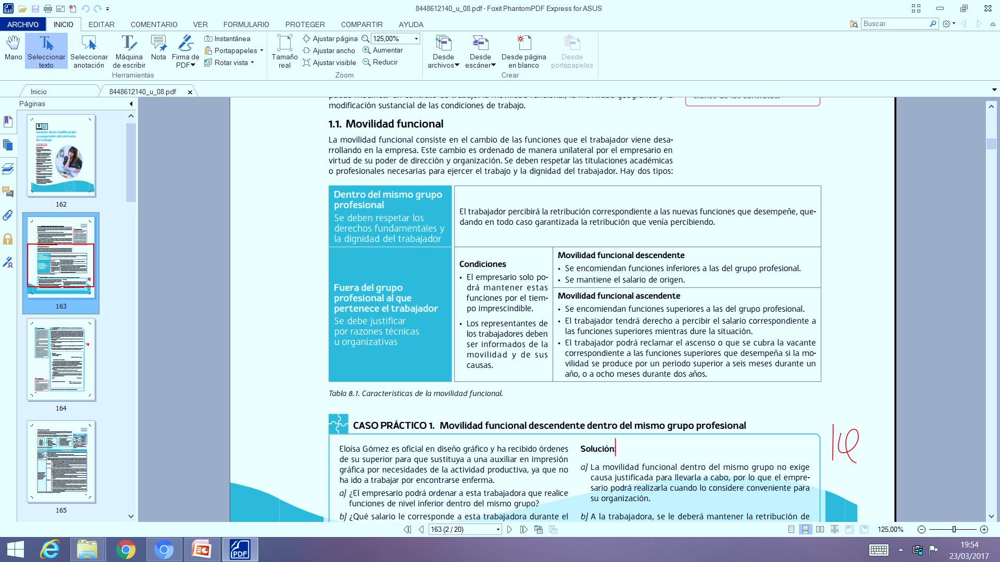 8448612140_u_08.pdf - Foxit PhantomPDF Express for ASUS
ARCHIVO INICIO EDITAR COMENTARIO VER FORMULARIO PROTEGER COMPARTIR AYUDA
Buscar
Mano
Seleccionar texto
Seleccionar anotación
Máquina de escribir
Nota
Firma de PDF
Instantánea
Portapapeles
Rotar vista
Herramientas
Tamaño real
Ajustar página
Ajustar ancho
Ajustar visible
125,00%
Aumentar
Reducir
Zoom
Desde archivos
Desde escáner
Desde página en blanco
Desde portapapeles
Crear
Inicio
8448612140_u_08.pdf
Páginas
Gestión de la modificación
y suspensión del contrato
de trabajo
162
163
164
165
ciones de los contratos.
modificación sustancial de las condiciones de trabajo.
1.1. Movilidad funcional
La movilidad funcional consiste en el cambio de las funciones que el trabajador viene desa-
rrollando en la empresa. Este cambio es ordenado de manera unilateral por el empresario en
virtud de su poder de dirección y organización. Se deben respetar las titulaciones académicas
o profesionales necesarias para ejercer el trabajo y la dignidad del trabajador. Hay dos tipos:
Dentro del mismo grupo
profesional
Se deben respetar los
derechos fundamentales y
la dignidad del trabajador
El trabajador percibirá la retribución correspondiente a las nuevas funciones que desempeñe, que-
dando en todo caso garantizada la retribución que venía percibiendo.
Fuera del grupo
profesional al que
pertenece el trabajador
Se debe justificar
por razones técnicas
u organizativas
Condiciones
• El empresario solo po-
drá mantener estas
funciones por el tiem-
po imprescindible.
• Los representantes de
los trabajadores deben
ser informados de la
movilidad y de sus
causas.
Movilidad funcional descendente
• Se encomiendan funciones inferiores a las del grupo profesional.
• Se mantiene el salario de origen.
Movilidad funcional ascendente
• Se encomiendan funciones superiores a las del grupo profesional.
• El trabajador tendrá derecho a percibir el salario correspondiente a
las funciones superiores mientras dure la situación.
• El trabajador podrá reclamar el ascenso o que se cubra la vacante
correspondiente a las funciones superiores que desempeña si la mo-
vilidad se produce por un periodo superior a seis meses durante un
año, o a ocho meses durante dos años.
Tabla 8.1. Características de la movilidad funcional.
CASO PRÁCTICO 1. Movilidad funcional descendente dentro del mismo grupo profesional
Eloísa Gómez es oficial en diseño gráfico y ha recibido órdenes
de su superior para que sustituya a una auxiliar en impresión
gráfica por necesidades de la actividad productiva, ya que no
ha ido a trabajar por encontrarse enferma.
a) ¿El empresario podrá ordenar a esta trabajadora que realice
funciones de nivel inferior dentro del mismo grupo?
b) ¿Qué salario le corresponde a esta trabajadora durante el
Solución:
a) La movilidad funcional dentro del mismo grupo no exige
causa justificada para llevarla a cabo, por lo que el empre-
sario podrá realizarla cuando lo considere conveniente para
su organización.
b) A la trabajadora, se le deberá mantener la retribución de
163 (2 / 20)
125,00%
PDF
19:54
23/03/2017